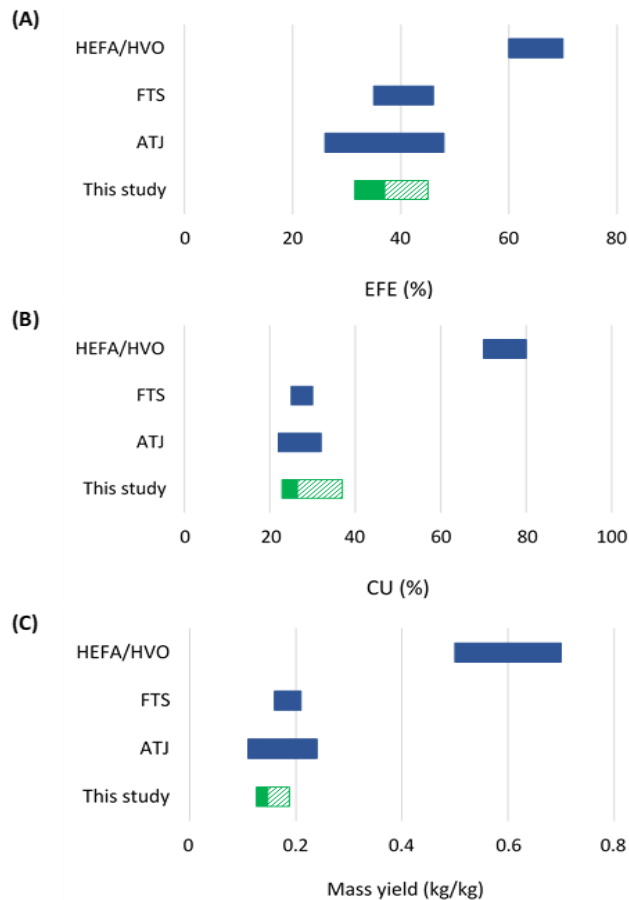 (A)
HEFA/HVO
FTS
ATJ
This study
0 20 40 60 80
EFE (%)
(B)
HEFA/HVO
FTS
ATJ
This study
0 20 40 60 80 100
CU (%)
(C)
HEFA/HVO
FTS
ATJ
This study
0 0.2 0.4 0.6 0.8
Mass yield (kg/kg)